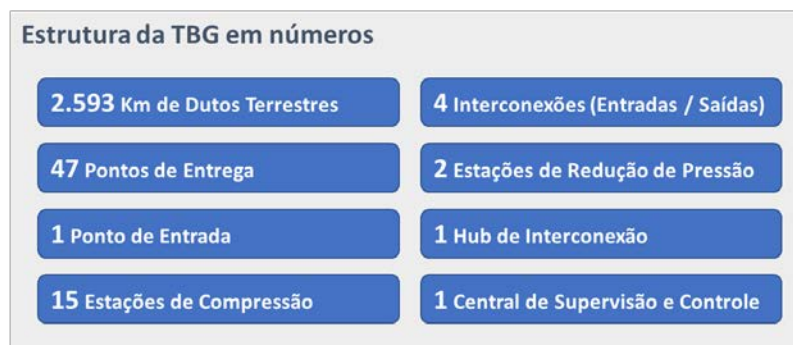 Estrutura da TBG em números
2.593 Km de Dutos Terrestres
4 Interconexões (Entradas / Saídas)
47 Pontos de Entrega
2 Estações de Redução de Pressão
1 Ponto de Entrada
1 Hub de Interconexão
15 Estações de Compressão
1 Central de Supervisão e Controle